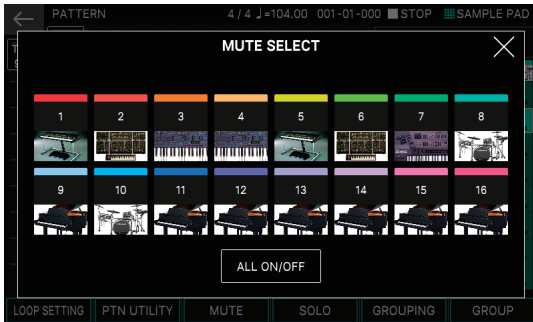 PATTERN 4 / 4 ♩=104.00 001-01-000 STOP SAMPLE PAD
MUTE SELECT
1 2 3 4 5 6 7 8
9 10 11 12 13 14 15 16
ALL ON/OFF
LOOP SETTING PTN UTILITY MUTE SOLO GROUPING GROUP